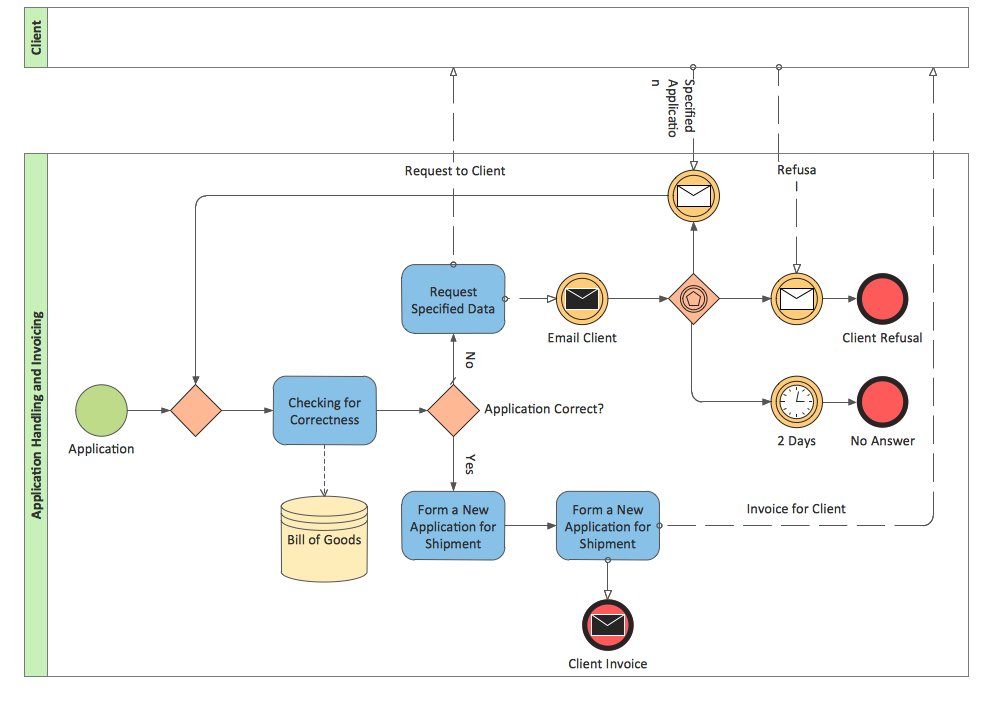 Client
Specified
Applicatio
n
Application Handling and Invoicing
Request to Client
Refusa
Request
Specified Data
Email Client
Client Refusal
No
Checking for
Correctness
Application Correct?
Application
2 Days
No Answer
Yes
Bill of Goods
Form a New
Application for
Shipment
Form a New
Application for
Shipment
Invoice for Client
Client Invoice